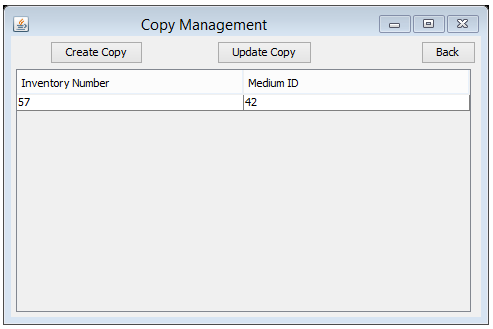 Copy Management
Create Copy Update Copy Back
Inventory Number Medium ID
57 42